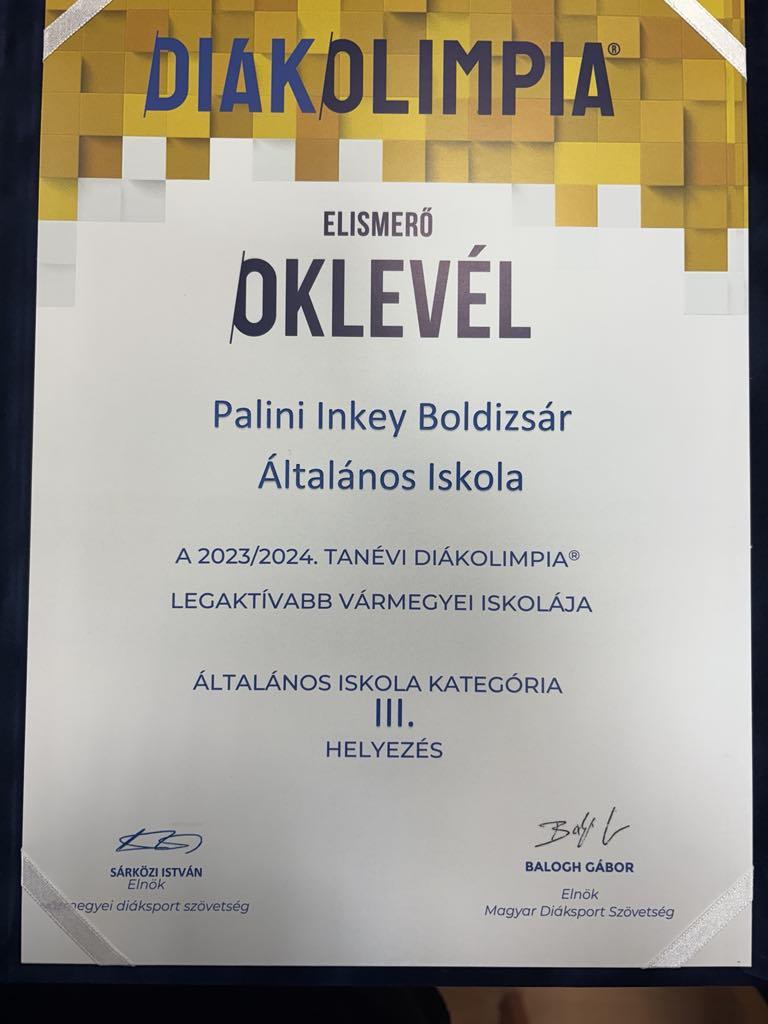 DIÁKOLIMPIA®
ELISMERŐ
OKLEVÉL
Palini Inkey Boldizsár
Általános Iskola
A 2023/2024. TANÉVI DIÁKOLIMPIA®
LEGAKTÍVABB VÁRMEGYEI ISKOLÁJA
ÁLTALÁNOS ISKOLA KATEGÓRIA
III.
HELYEZÉS
SÁRKÖZI ISTVÁN
Elnök
diáksport szövetség
BALOGH GÁBOR
Elnök
Magyar Diáksport Szövetség